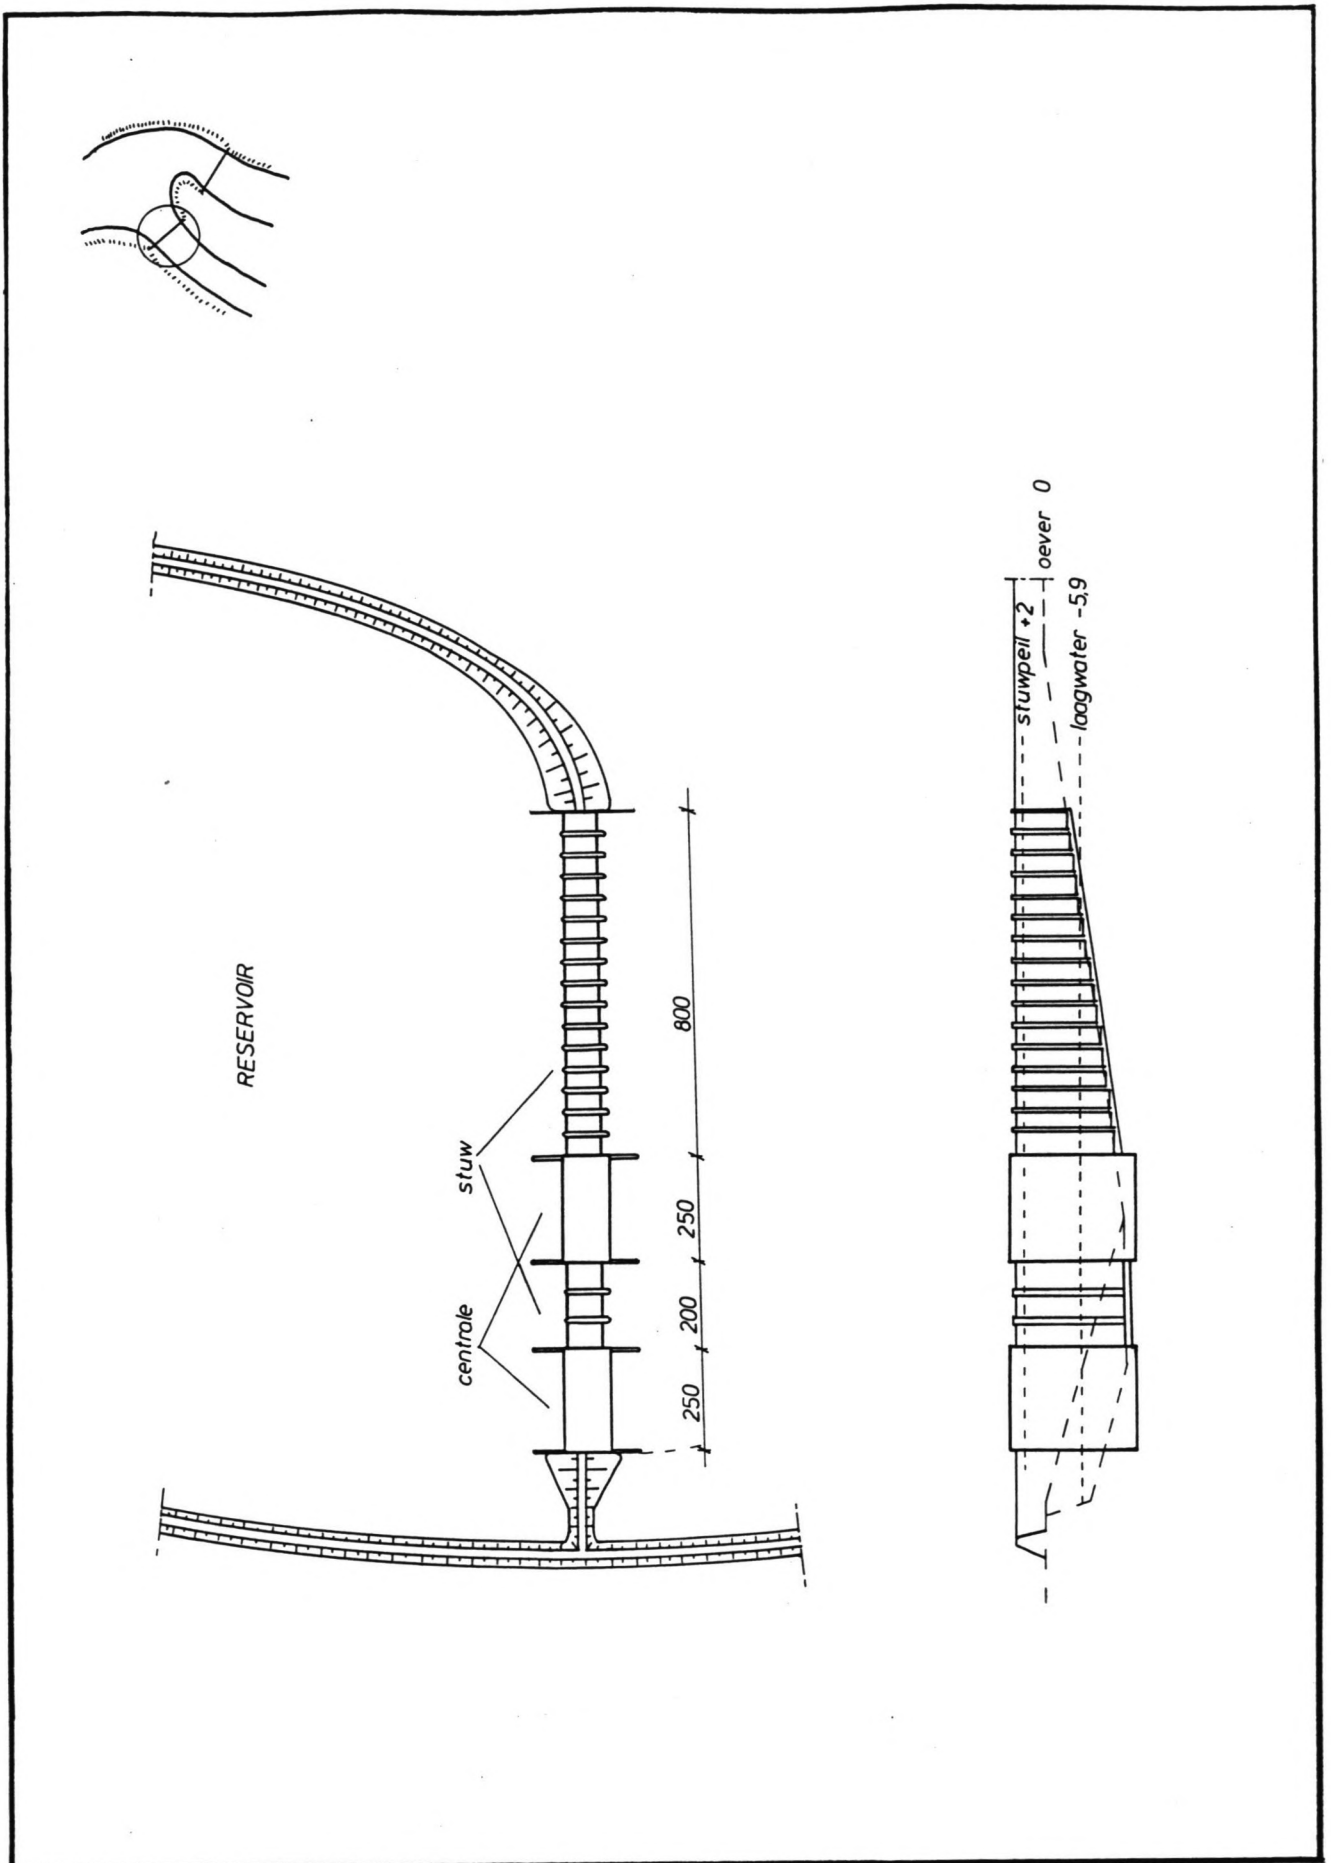 RESERVOIR
centrale
stuw
250
200
250
800
stuwpeil +2
oever 0
laagwater -5,9